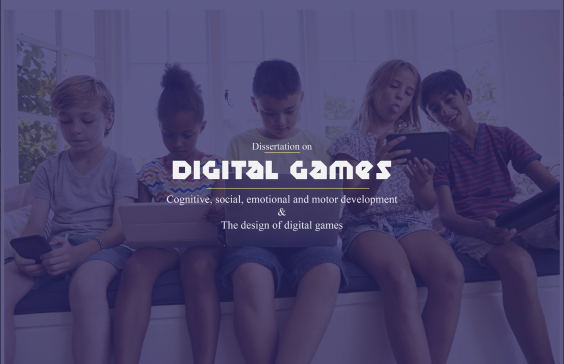 Dissertation on
DIGITAL GAMES
Cognitive, social, emotional and motor development
&
The design of digital games